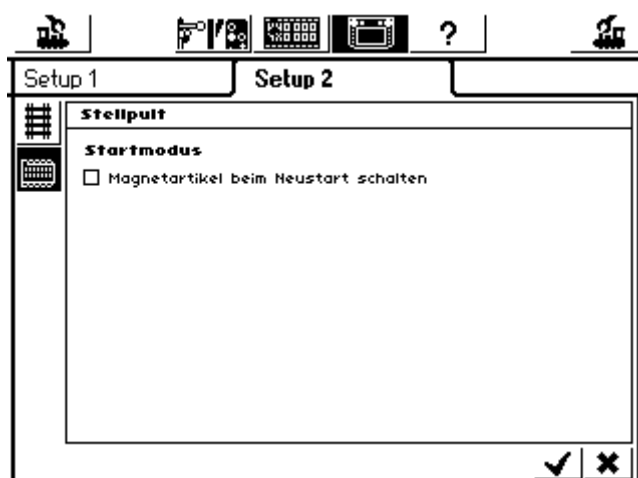 ?
Setup 1
Setup 2
Stellpult
Startmodus
Magnetartikel beim Neustart schalten